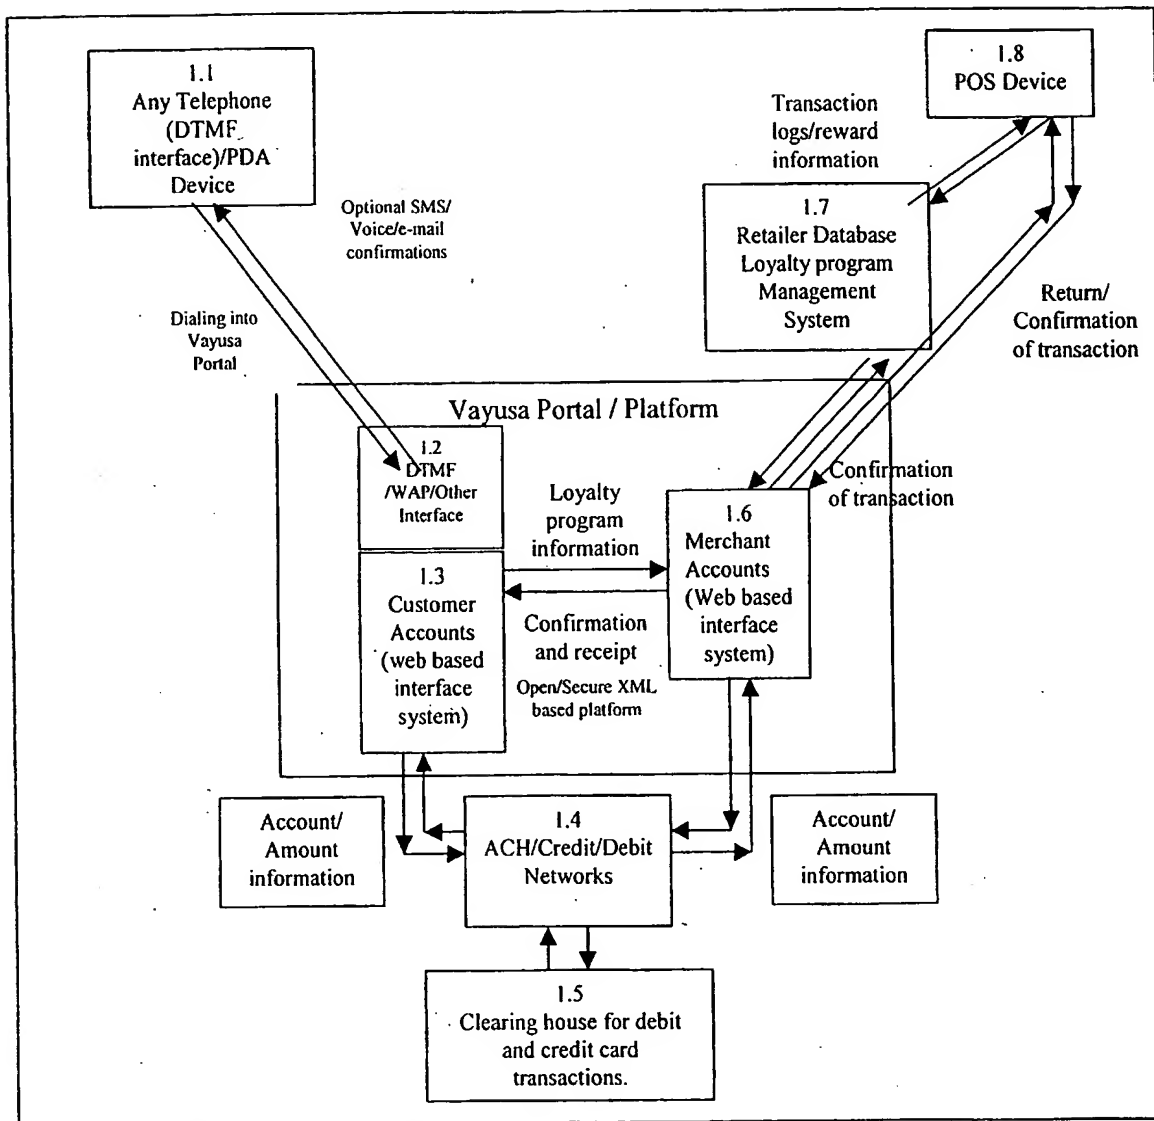 1.1
Any Telephone
(DTMF
interface)/PDA
Device
1.8
POS Device
Transaction
logs/reward
information
Optional SMS/
Voice/e-mail
confirmations
1.7
Retailer Database
Loyalty program
Management
System
Dialing into
Vayusa
Portal
Return/
Confirmation
of transaction
Vayusa Portal / Platform
1.2
DTMF
/WAP/Other
Interface
Confirmation
of transaction
Loyalty
program
information
1.6
Merchant
Accounts
(Web based
interface
system)
1.3
Customer
Accounts
(web based
interface
system)
Confirmation
and receipt
Open/Secure XML
based platform
Account/
Amount
information
1.4
ACH/Credit/Debit
Networks
Account/
Amount
information
1.5
Clearing house for debit
and credit card
transactions.